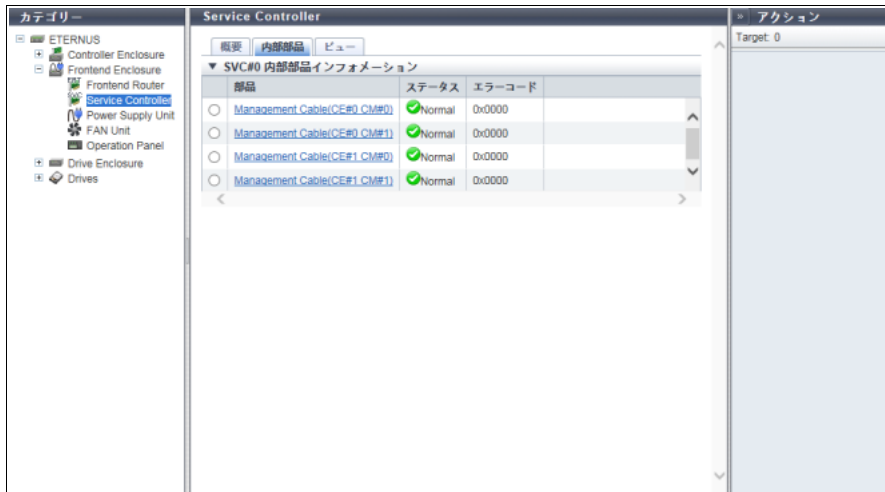 カテゴリー
ETERNUS
Controller Enclosure
Frontend Enclosure
Frontend Router
Service Controller
Power Supply Unit
FAN Unit
Operation Panel
Drive Enclosure
Drives
Service Controller
概要 内部部品 ビュー
▼ SVC#0 内部部品インフォメーション
部品 ステータス エラーコード
Management Cable(CE#0 CM#0) Normal 0x0000
Management Cable(CE#0 CM#1) Normal 0x0000
Management Cable(CE#1 CM#0) Normal 0x0000
Management Cable(CE#1 CM#1) Normal 0x0000
» アクション
Target: 0